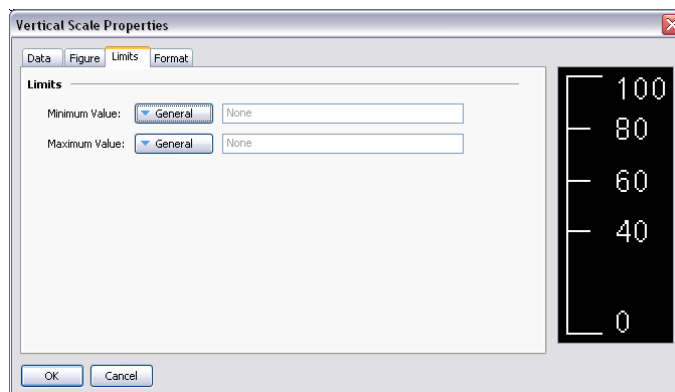 Vertical Scale Properties
Data Figure Limits Format
Limits
Minimum Value: General None
Maximum Value: General None
100
80
60
40
0
OK Cancel